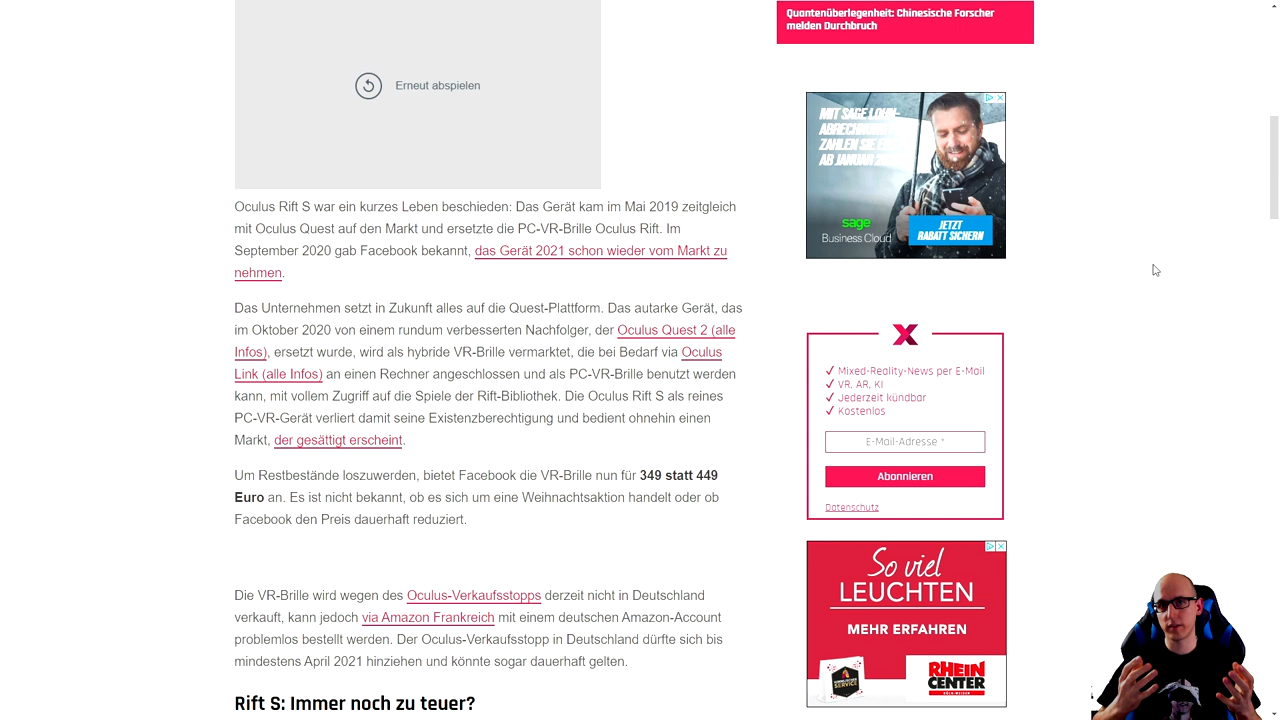 Quantenüberlegenheit: Chinesische Forscher
melden Durchbruch
Erneut abspielen
MIT SAGE LOHN-
ZAHLEN SIE
AB JANUAR
sage
Business Cloud
JETZT
RABATT SICHERN
Oculus Rift S war ein kurzes Leben beschieden: Das Gerät kam im Mai 2019 zeitgleich
mit Oculus Quest auf den Markt und ersetzte die PC-VR-Brille Oculus Rift. Im
September 2020 gab Facebook bekannt, das Gerät 2021 schon wieder vom Markt zu
nehmen.
Das Unternehmen setzt in Zukunft alles auf die Quest-Plattform. Das autarke Gerät, das
im Oktober 2020 von einem rundum verbesserten Nachfolger, der Oculus Quest 2 (alle
Infos), ersetzt wurde, wird als hybride VR-Brille vermarktet, die bei Bedarf via Oculus
Link (alle Infos) an einen Rechner angeschlossen und als PC-VR-Brille benutzt werden
kann, mit vollem Zugriff auf die Spiele der Rift-Bibliothek. Die Oculus Rift S als reines
PC-VR-Gerät verliert damit seine Existenzberechtigung und bedient ohnehin einen
Markt, der gesättigt erscheint.
Um Restbestände loszuwerden, bietet Facebook die VR-Brille nun für 349 statt 449
Euro an. Es ist nicht bekannt, ob es sich um eine Weihnachtsaktion handelt oder ob
Facebook den Preis dauerhaft reduziert.
Die VR-Brille wird wegen des Oculus-Verkaufsstopps derzeit nicht in Deutschland
verkauft, kann jedoch via Amazon Frankreich mit einem deutschen Amazon-Account
problemlos bestellt werden. Der Oculus-Verkaufsstopp in Deutschland dürfte sich bis
mindestens April 2021 hinziehen und könnte sogar dauerhaft gelten.
Rift S: Immer noch zu teuer?
✓ Mixed-Reality-News per E-Mail
✓ VR, AR, KI
✓ Jederzeit kündbar
✓ Kostenlos
E-Mail-Adresse *
Abonnieren
Datenschutz
So viel
LEUCHTEN
MEHR ERFAHREN
SERVICE
RHEIN
CENTER
KÖLN-WEIDEN